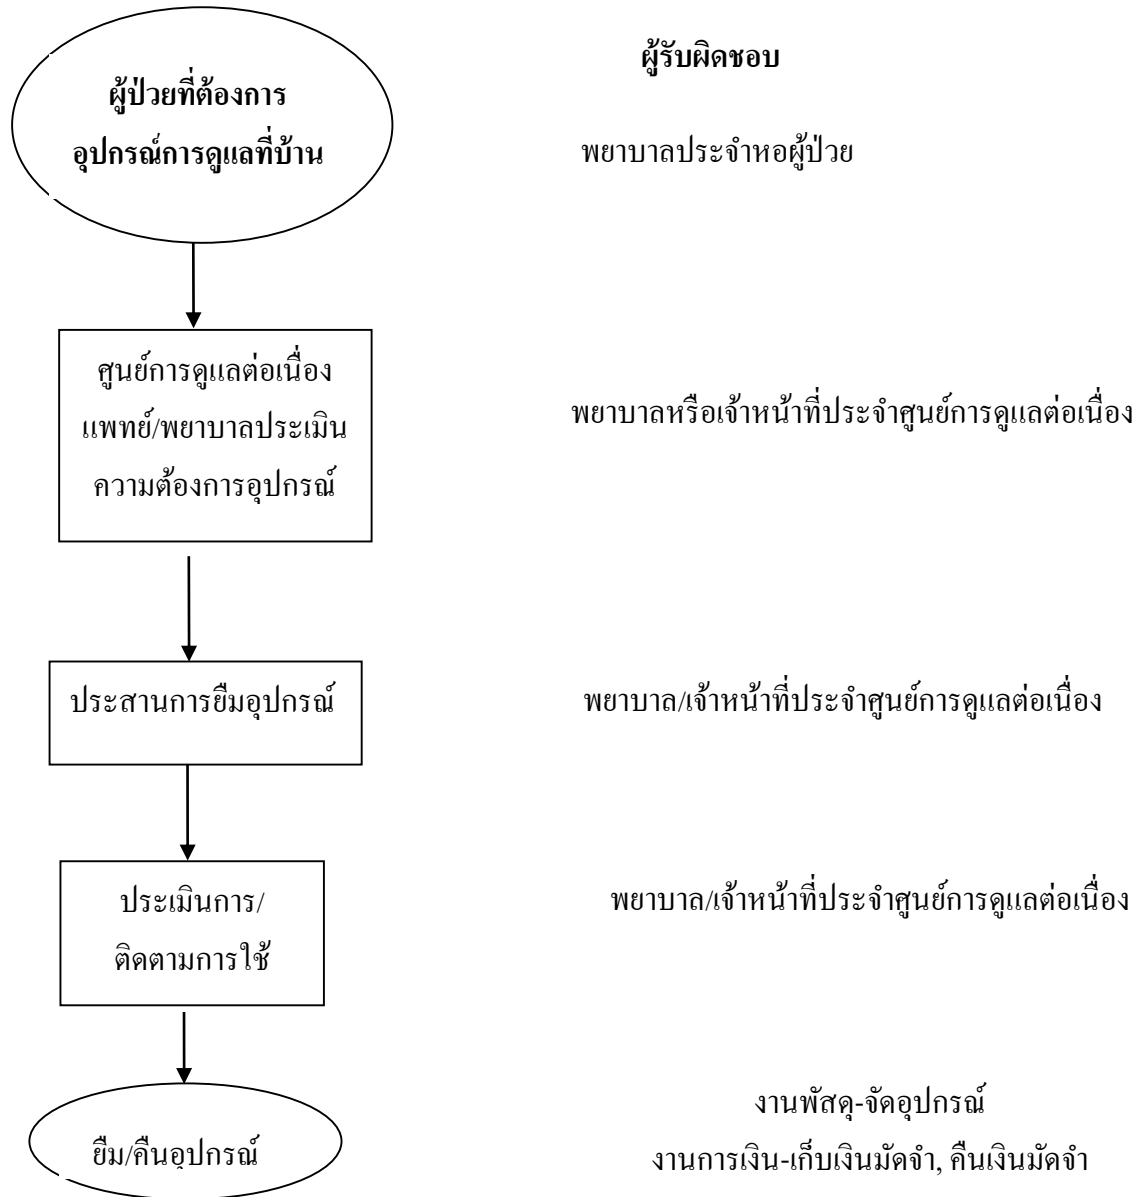 ผู้รับผิดชอบ
ผู้ป่วยที่ต้องการ
อุปกรณ์การดูแลที่บ้าน
พยาบาลประจำหอผู้ป่วย
ศูนย์การดูแลต่อเนื่อง
แพทย์/พยาบาลประเมิน
ความต้องการอุปกรณ์
พยาบาลหรือเจ้าหน้าที่ประจำศูนย์การดูแลต่อเนื่อง
ประสานการยืมอุปกรณ์
พยาบาล/เจ้าหน้าที่ประจำศูนย์การดูแลต่อเนื่อง
ประเมินการ/
ติดตามการใช้
พยาบาล/เจ้าหน้าที่ประจำศูนย์การดูแลต่อเนื่อง
ยืม/คืนอุปกรณ์
งานพัสดุ-จัดอุปกรณ์
งานการเงิน-เก็บเงินมัดจำ, คืนเงินมัดจำ